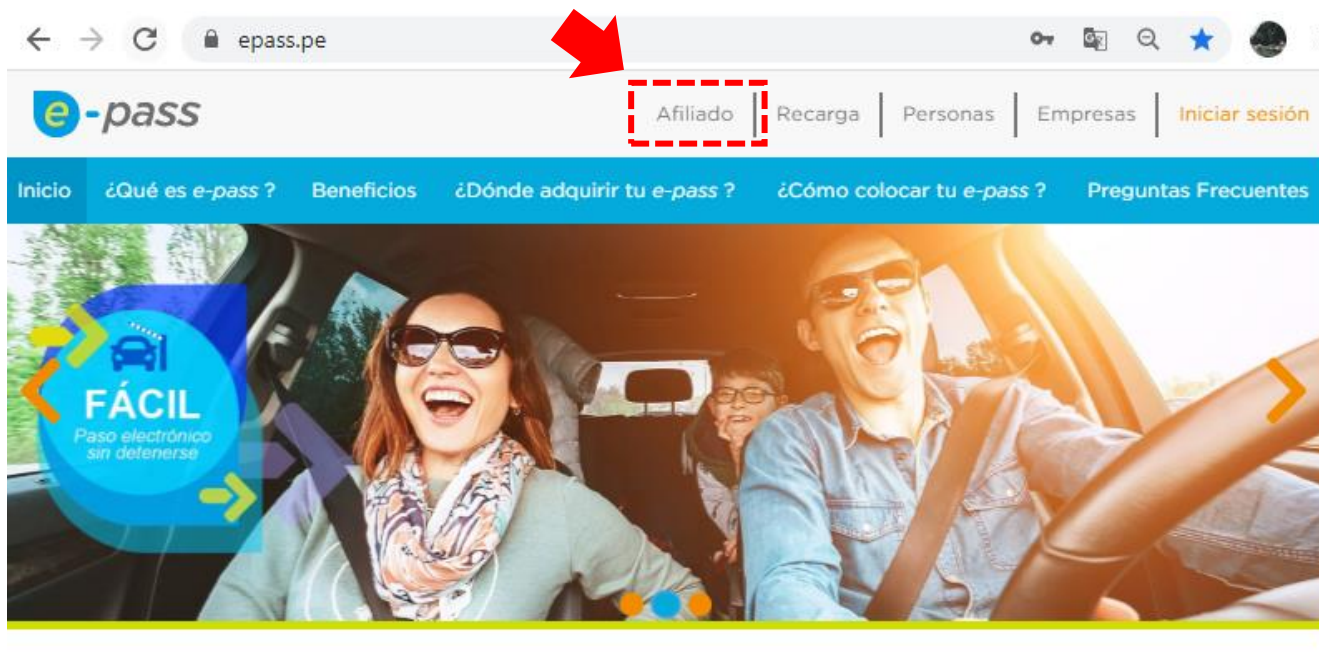 epass.pe
e-pass
Afiliado
Recarga
Personas
Empresas
Iniciar sesión
Inicio
¿Qué es e-pass ?
Beneficios
¿Dónde adquirir tu e-pass ?
¿Cómo colocar tu e-pass ?
Preguntas Frecuentes
FÁCIL
Paso electrónico
sin detenerse